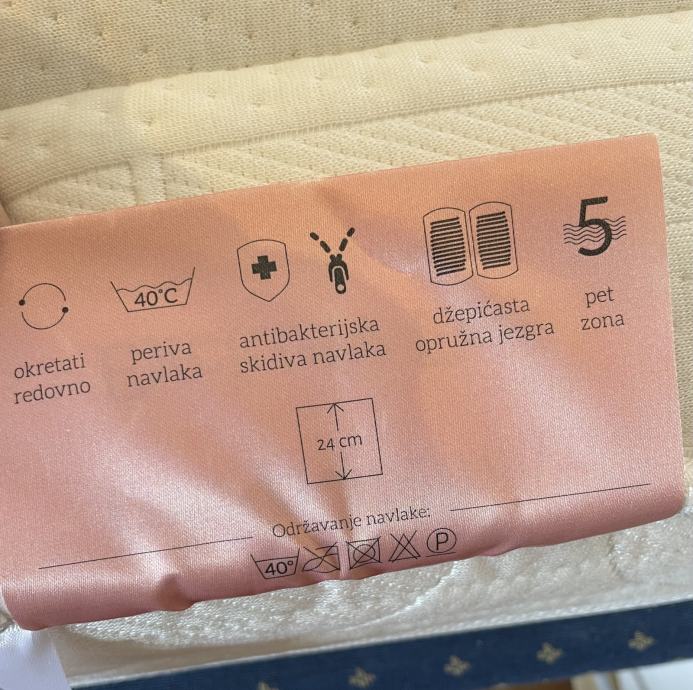 40°C
5
okretati
redovno
periva
navlaka
antibakterijska
skidiva navlaka
džepićasta
opružna jezgra
pet
zona
24 cm
Održavanje navlake:
40°
P